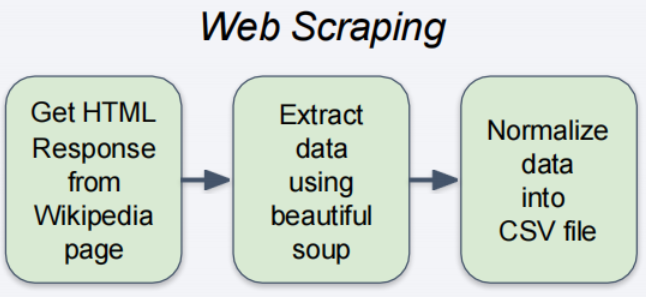 Web Scraping
Get HTML
Response
from
Wikipedia
page
Extract
data
using
beautiful
soup
Normalize
data
into
CSV file